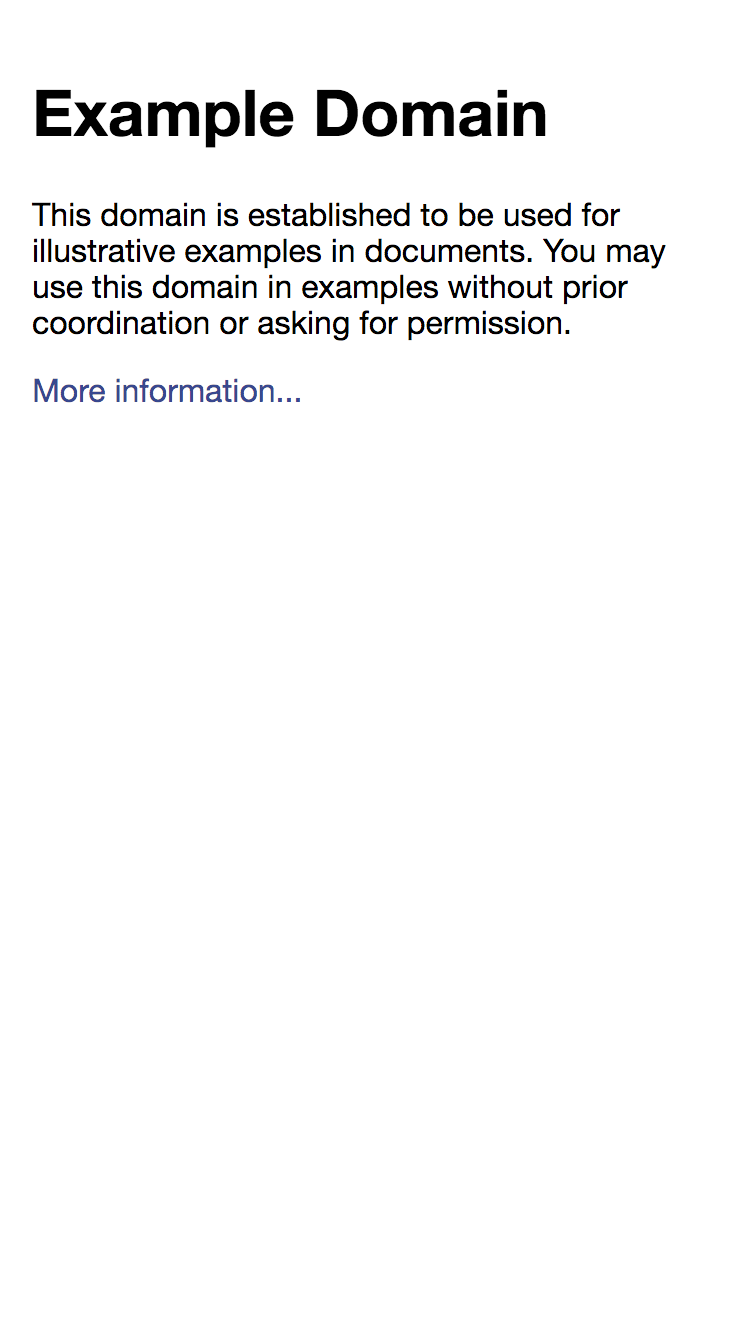 Example Domain
This domain is established to be used for
illustrative examples in documents. You may
use this domain in examples without prior
coordination or asking for permission.
More information...